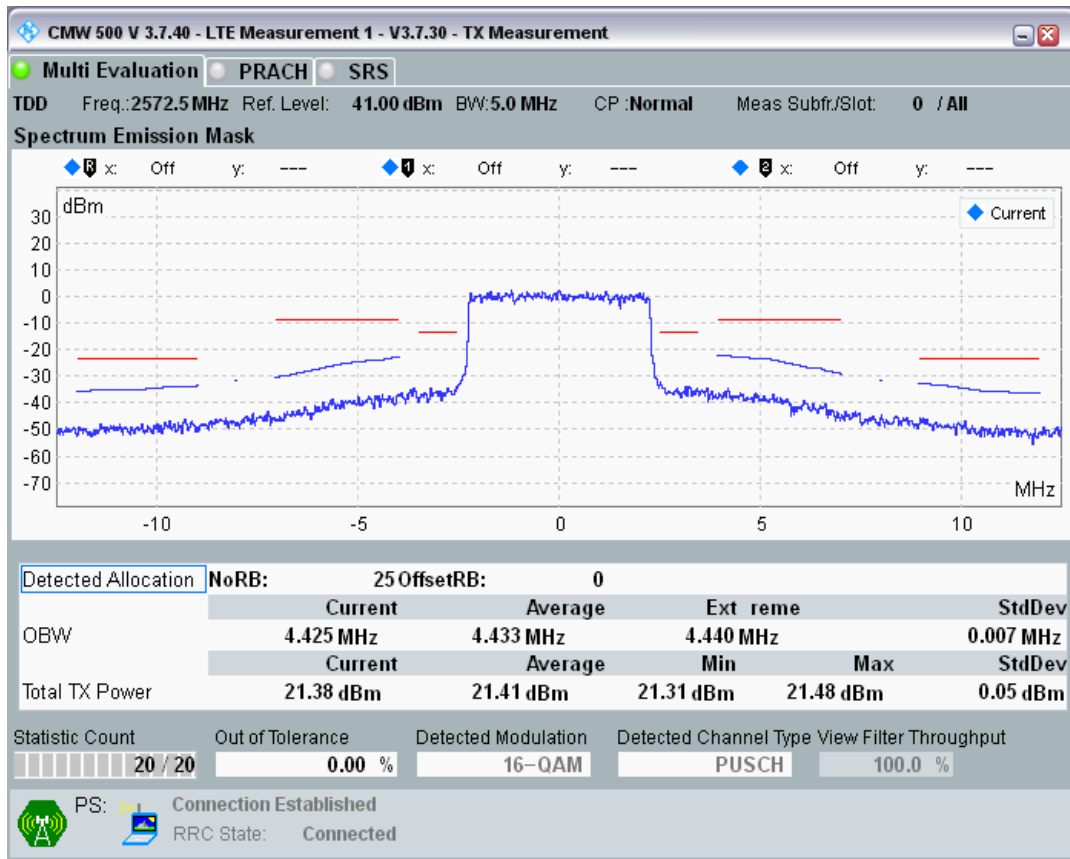 CMW 500 V 3.7.40 - LTE Measurement 1 - V3.7.30 - TX Measurement
Multi Evaluation PRACH SRS
TDD Freq.:2572.5 MHz Ref. Level: 41.00 dBm BW:5.0 MHz CP :Normal Meas Subfr./Slot: 0 / All
Spectrum Emission Mask
R x: Off y: --- 1 x: Off y: --- 2 x: Off y: ---
dBm
Current
30
20
10
0
-10
-20
-30
-40
-50
-60
-70
MHz
-10 -5 0 5 10
Detected Allocation NoRB: 25 OffsetRB: 0
Current Average Ext reme StdDev
OBW 4.425 MHz 4.433 MHz 4.440 MHz 0.007 MHz
Current Average Min Max StdDev
Total TX Power 21.38 dBm 21.41 dBm 21.31 dBm 21.48 dBm 0.05 dBm
Statistic Count Out of Tolerance Detected Modulation Detected Channel Type View Filter Throughput
20 / 20 0.00 % 16-QAM PUSCH 100.0 %
PS: Connection Established
RRC State: Connected